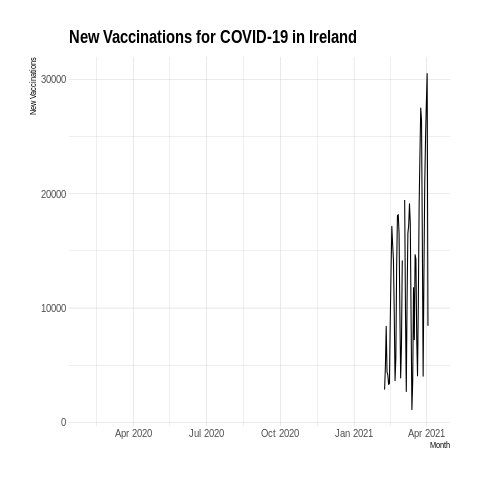 New Vaccinations for COVID-19 in Ireland
New Vaccinations
30000
20000
10000
0
Apr 2020 Jul 2020 Oct 2020 Jan 2021 Apr 2021
Month